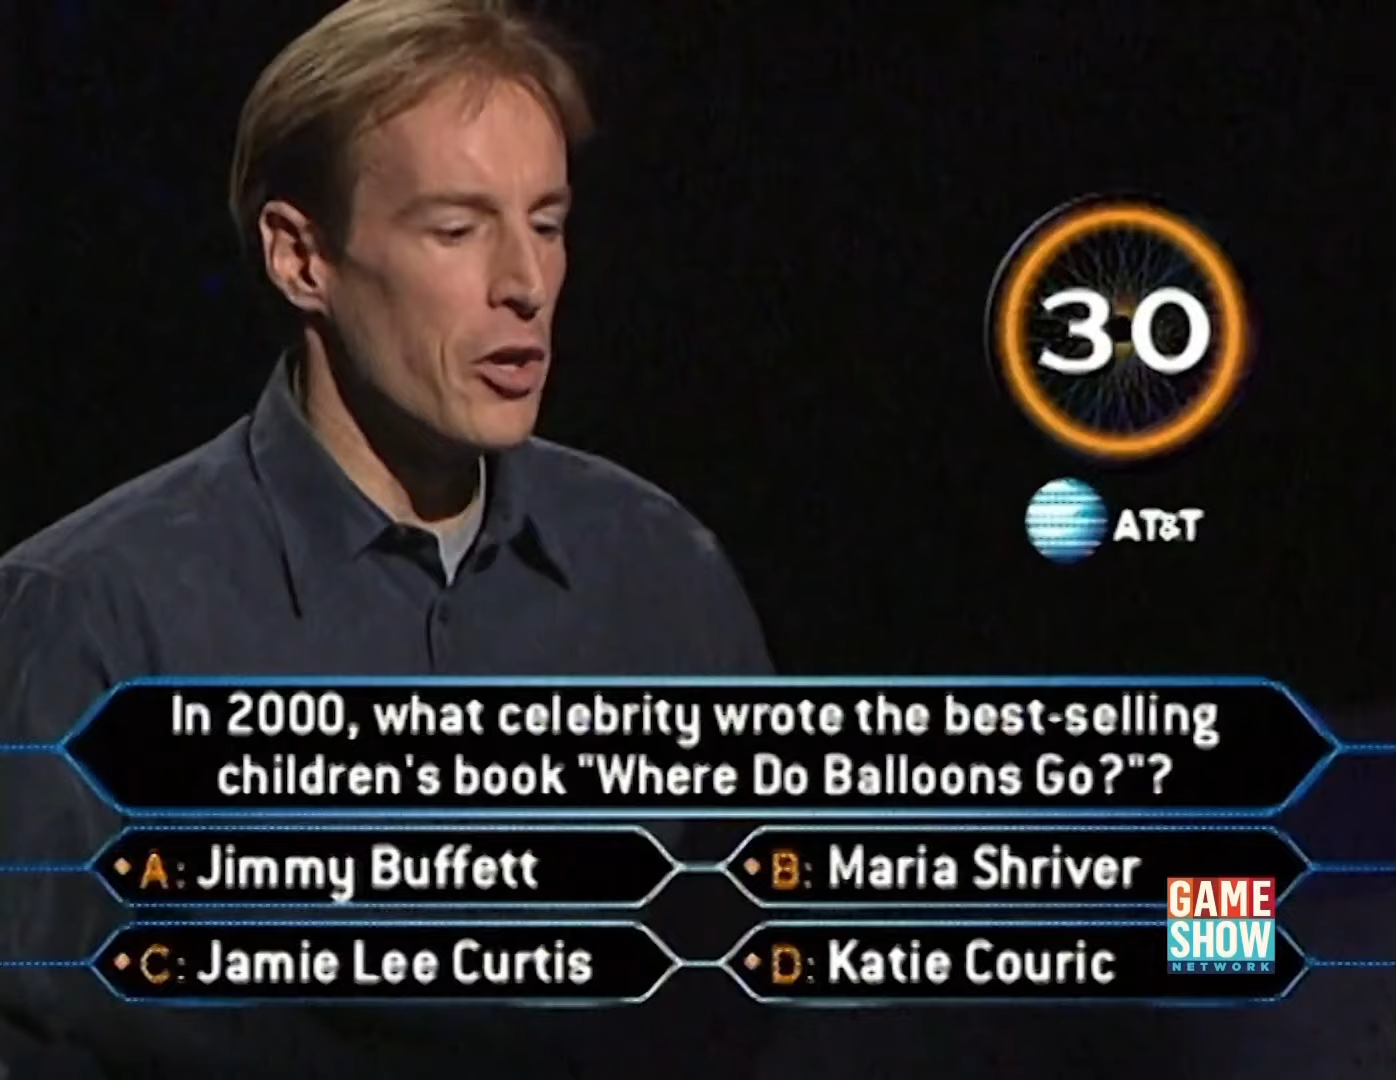 30
AT&T
In 2000, what celebrity wrote the best-selling
children's book "Where Do Balloons Go?"?
A: Jimmy Buffett
B: Maria Shriver
C: Jamie Lee Curtis
D: Katie Couric
GAME
SHOW
NETWORK